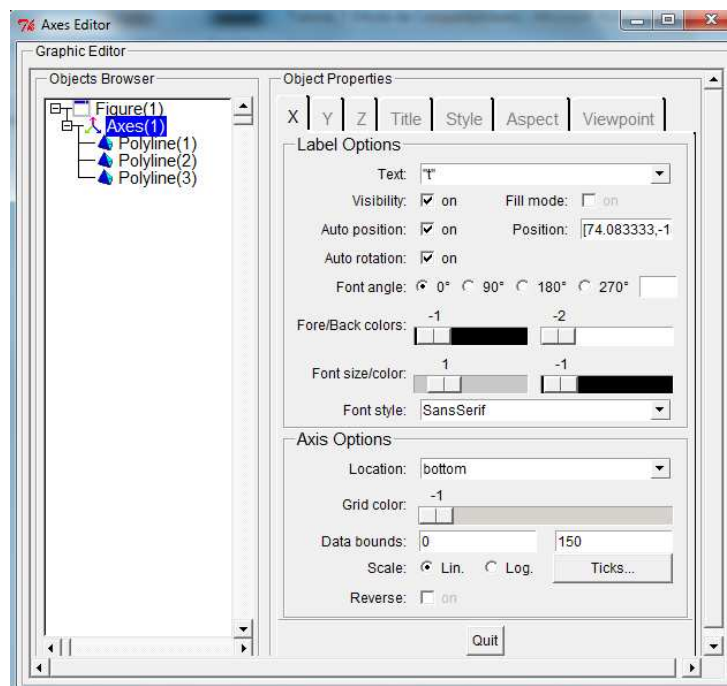 Axes Editor
Graphic Editor
Objects Browser
Figure(1)
Axes(1)
Polyline(1)
Polyline(2)
Polyline(3)
Object Properties
X Y Z Title Style Aspect Viewpoint
Label Options
Text: "t"
Visibility: on Fill mode: on
Auto position: on Position: [74.083333,-1
Auto rotation: on
Font angle: 0° 90° 180° 270°
-1 -2
Fore/Back colors:
1 -1
Font size/color:
Font style: SansSerif
Axis Options
Location: bottom
-1
Grid color:
Data bounds: 0 150
Scale: Lin. Log. Ticks...
Reverse: on
Quit